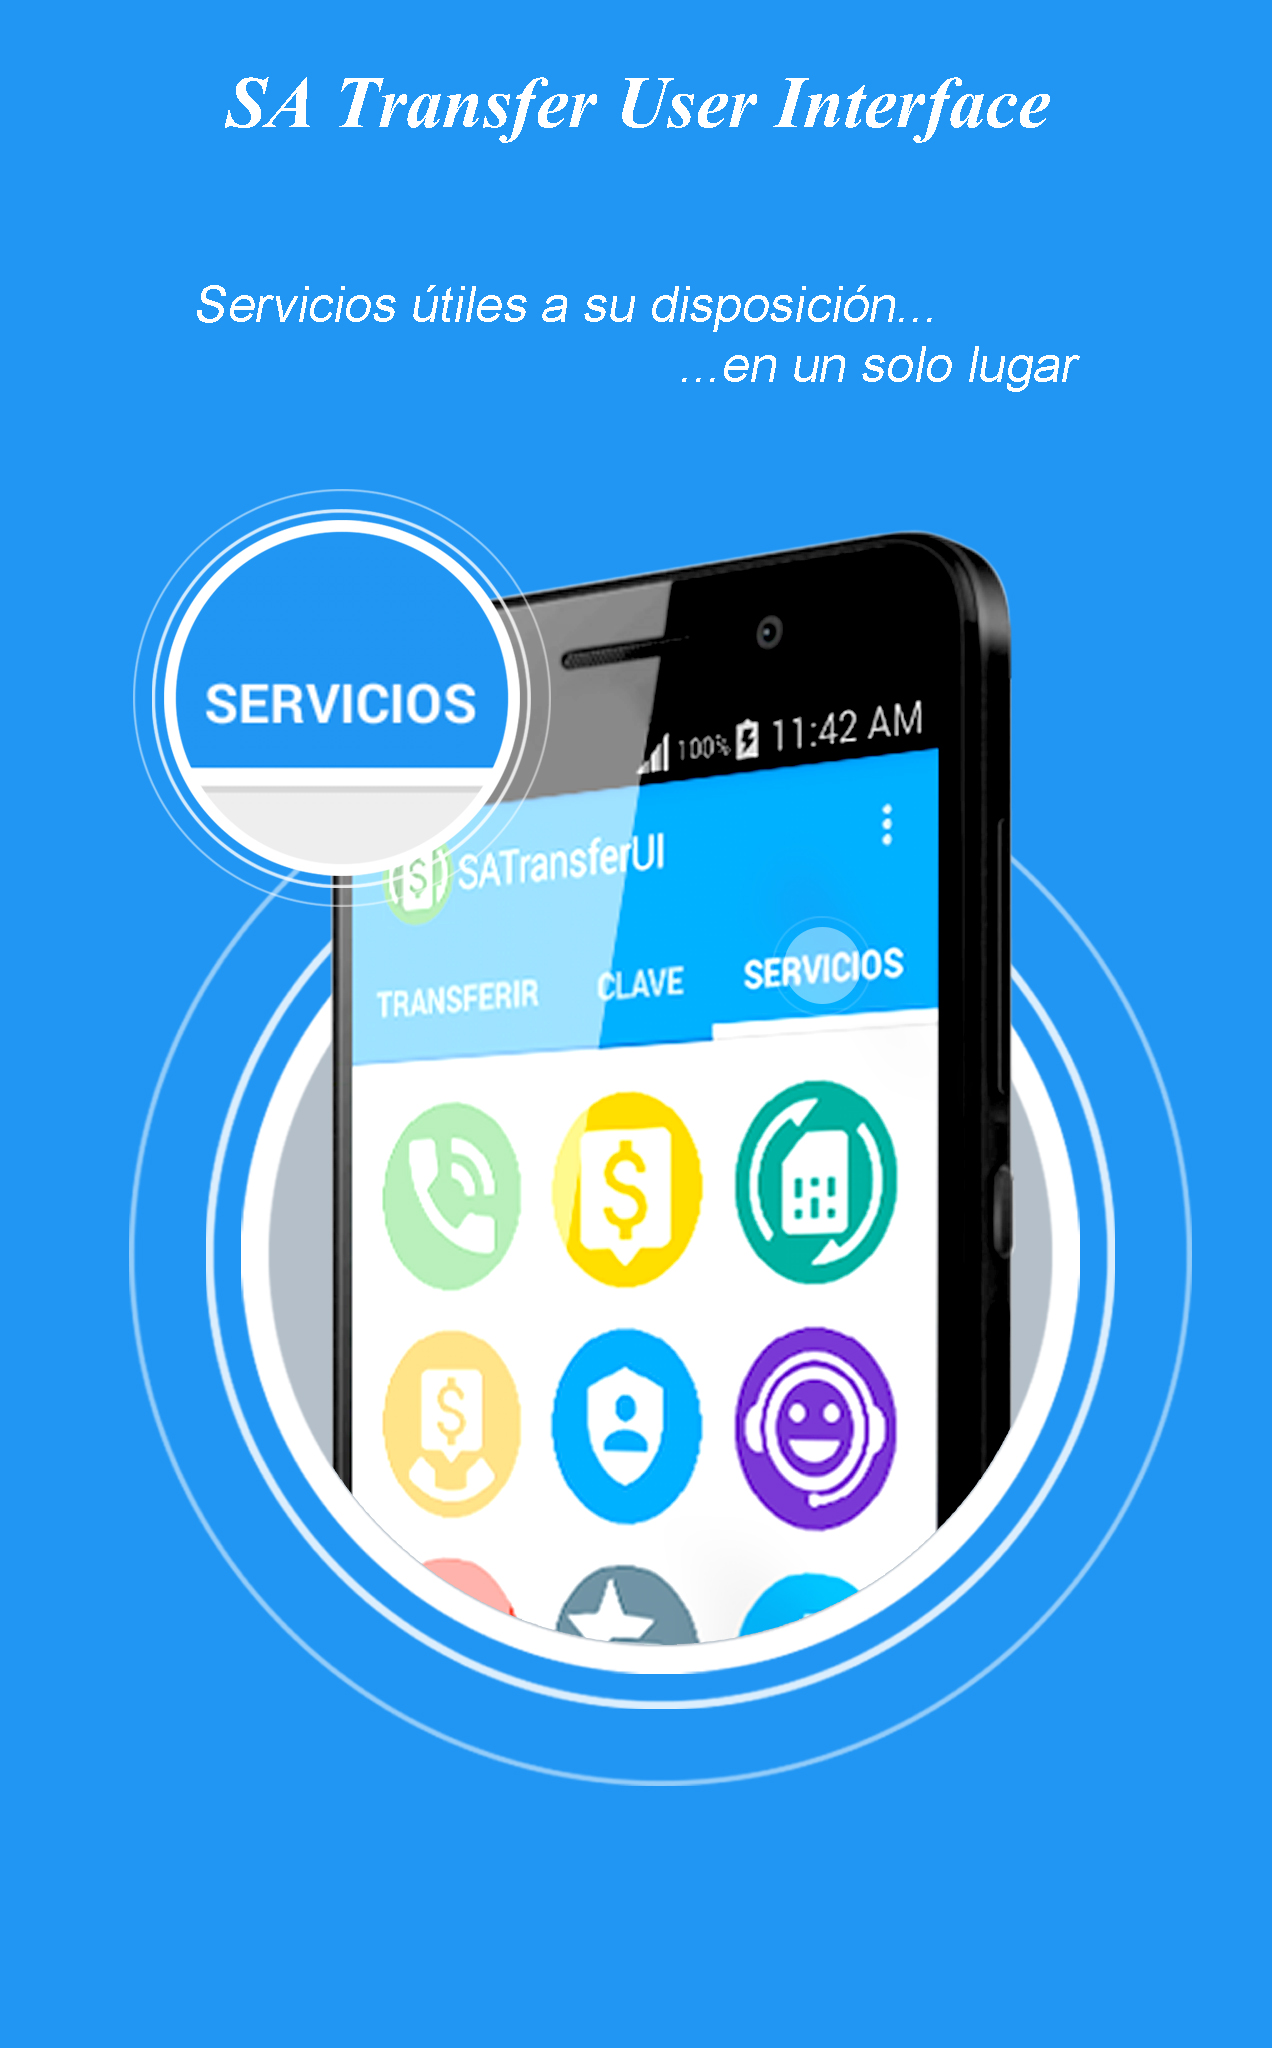 SA Transfer User Interface
Servicios útiles a su disposición...
...en un solo lugar
SERVICIOS
100% 11:42 AM
SATransferUI
TRANSFERIR CLAVE SERVICIOS